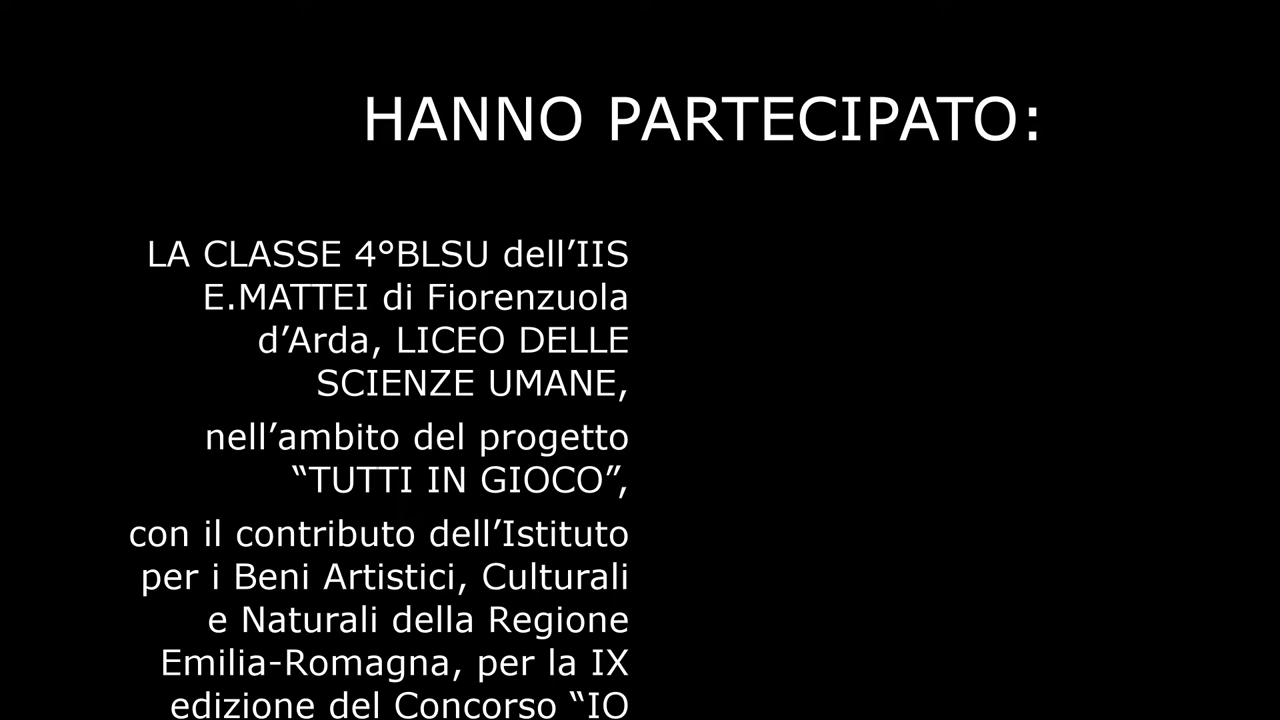 HANNO PARTECIPATO:
LA CLASSE 4°BLSU dell’IIS
E.MATTEI di Fiorenzuola
d’Arda, LICEO DELLE
SCIENZE UMANE,
nell’ambito del progetto
“TUTTI IN GIOCO”,
con il contributo dell’Istituto
per i Beni Artistici, Culturali
e Naturali della Regione
Emilia-Romagna, per la IX
edizione del Concorso “IO